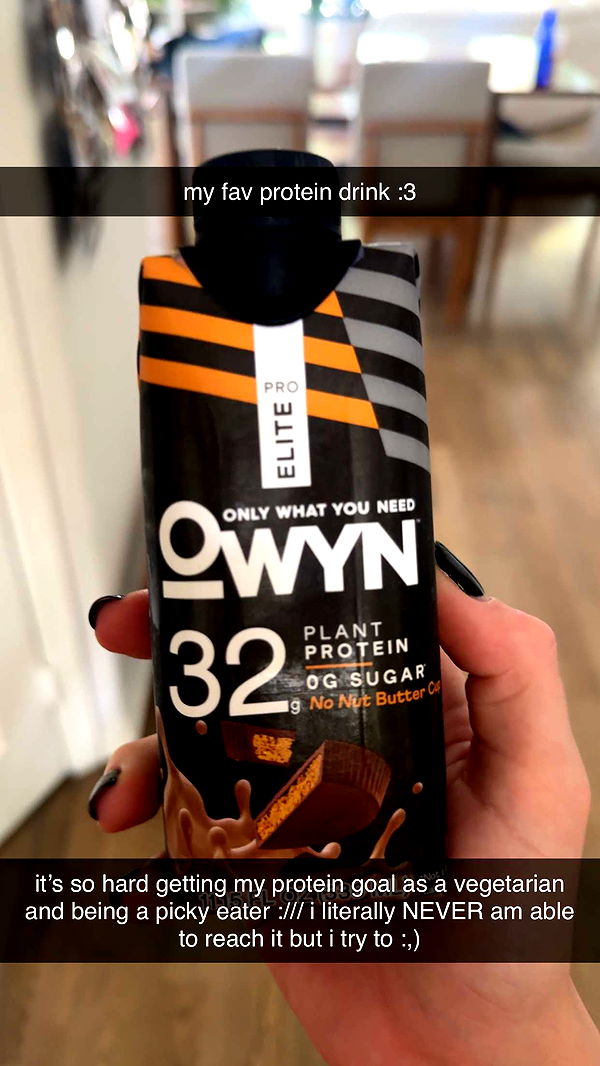 my fav protein drink :3
PRO
ELITE
ONLY WHAT YOU NEED
OWYN
32g
PLANT
PROTEIN
0G SUGAR
No Nut Butter Cup
it's so hard getting my protein goal as a vegetarian
and being a picky eater :/// i literally NEVER am able
to reach it but i try to :,)